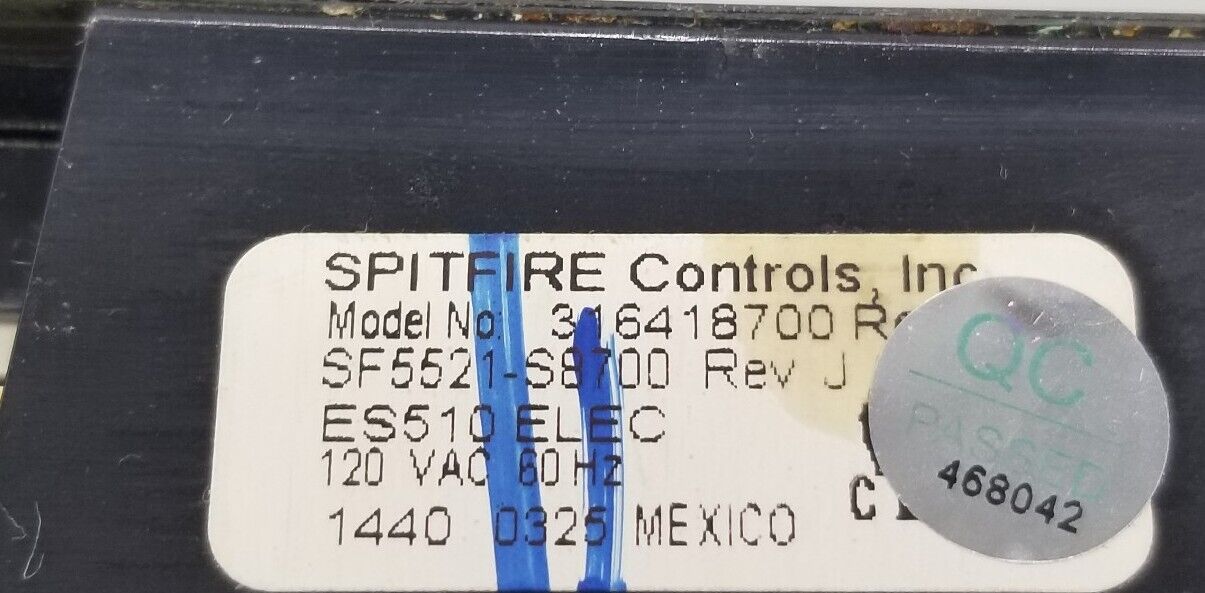 SPITFIRE Controls, Inc
Model No: 316418700
SF5521-S8700 Rev J
ES510 ELEC
120 VAC 60 Hz
1440 0325 MEXICO
QC
PASSED
468042